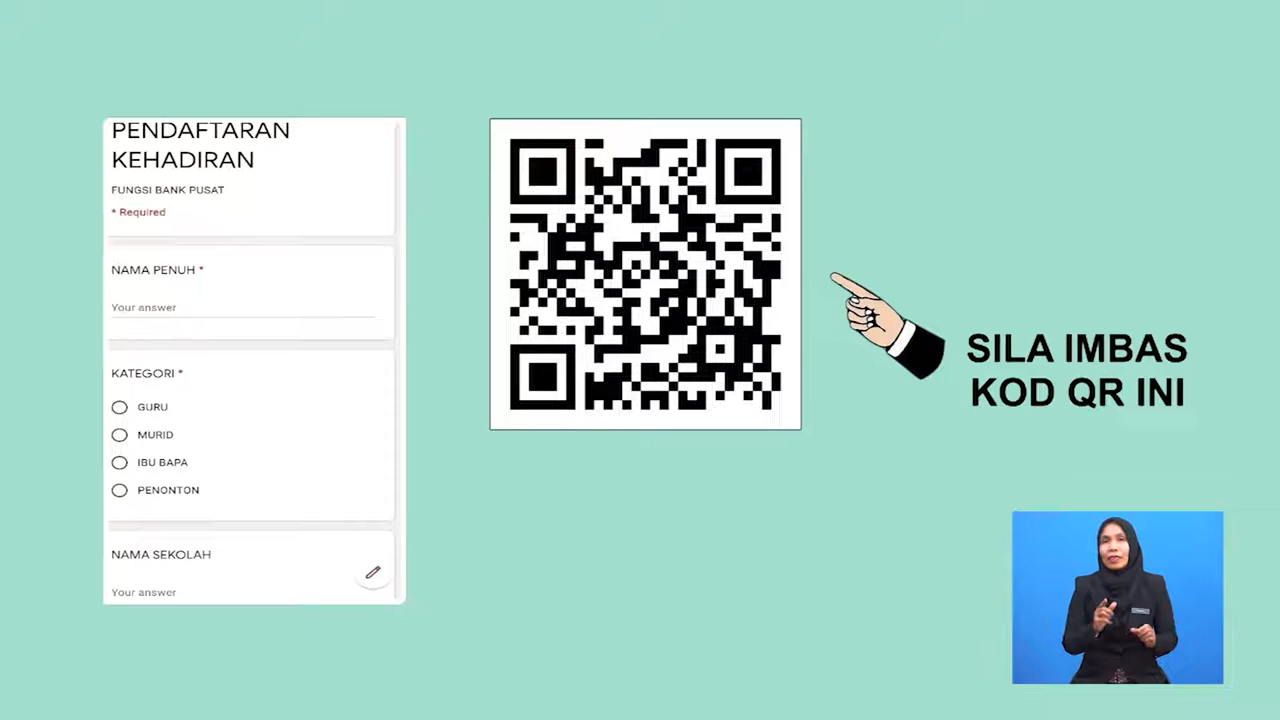 PENDAFTARAN
KEHADIRAN
FUNGSI BANK PUSAT
* Required
NAMA PENUH *
Your answer
KATEGORI *
GURU
MURID
IBU BAPA
PENONTON
NAMA SEKOLAH
Your answer
SILA IMBAS
KOD QR INI